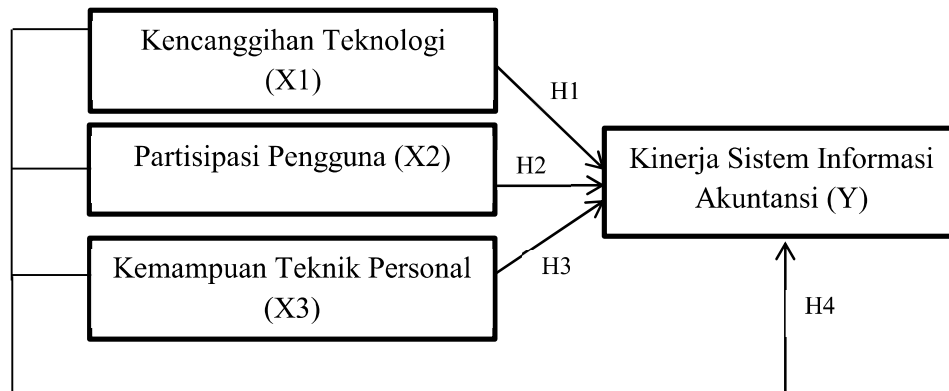 Kencanggihan Teknologi
(X1)
H1
Partisipasi Pengguna (X2)
H2
Kinerja Sistem Informasi
Akuntansi (Y)
Kemampuan Teknik Personal
(X3)
H3
H4